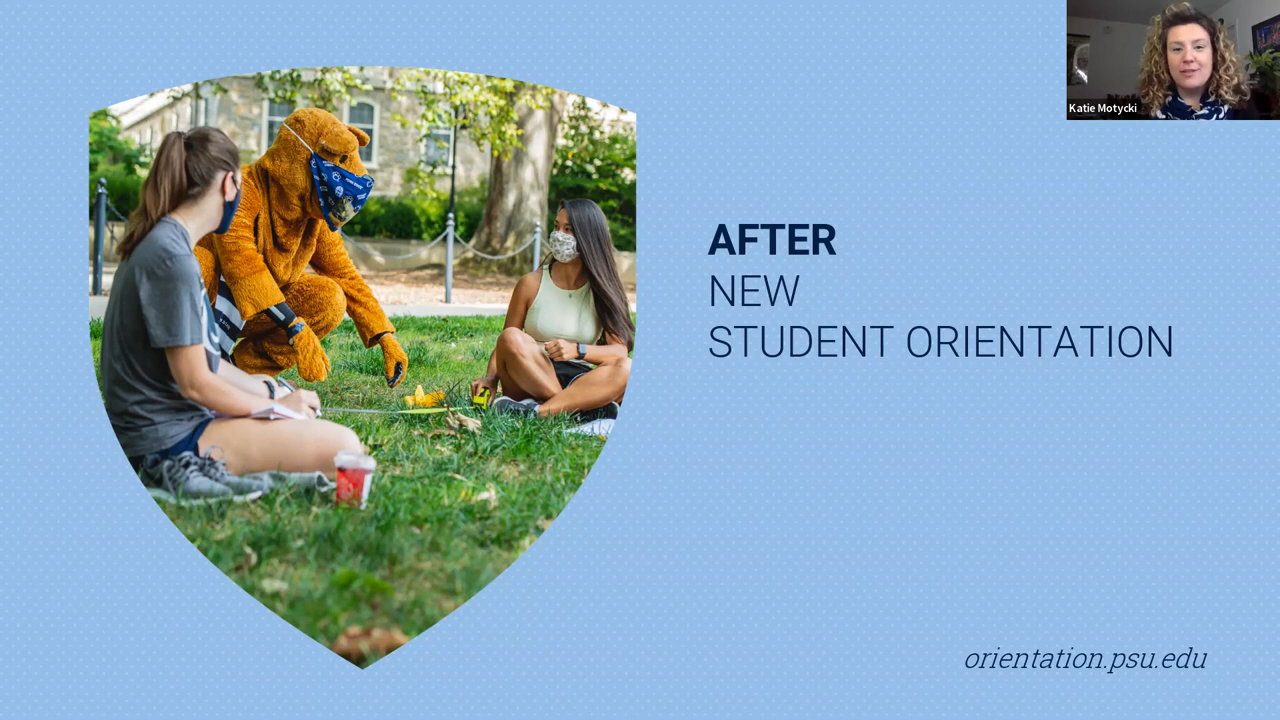 Katie Motycki
AFTER
NEW
STUDENT ORIENTATION
orientation.psu.edu